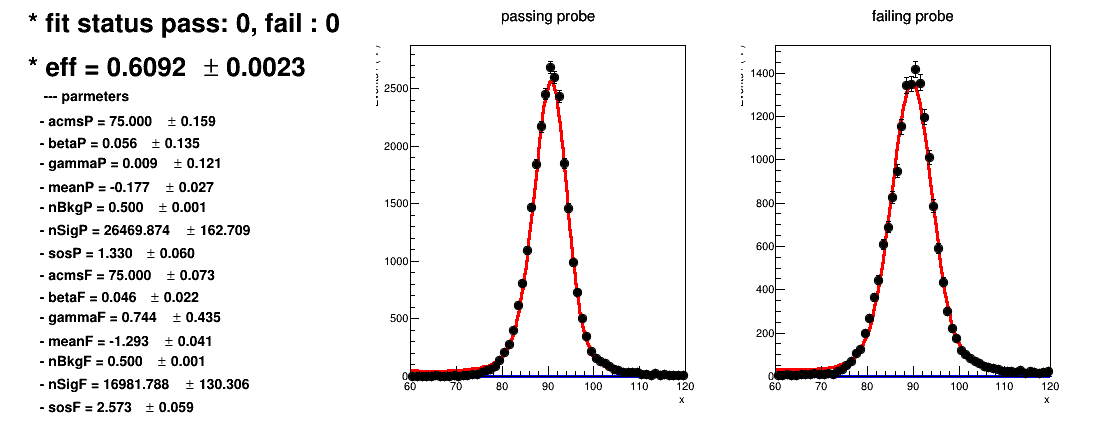 * fit status pass: 0, fail : 0
* eff = 0.6092 ± 0.0023
--- parmeters
- acmsP = 75.000 ± 0.159
- betaP = 0.056 ± 0.135
- gammaP = 0.009 ± 0.121
- meanP = -0.177 ± 0.027
- nBkgP = 0.500 ± 0.001
- nSigP = 26469.874 ± 162.709
- sosP = 1.330 ± 0.060
- acmsF = 75.000 ± 0.073
- betaF = 0.046 ± 0.022
- gammaF = 0.744 ± 0.435
- meanF = -1.293 ± 0.041
- nBkgF = 0.500 ± 0.001
- nSigF = 16981.788 ± 130.306
- sosF = 2.573 ± 0.059
passing probe
2500
2000
1500
1000
500
0
60 70 80 90 100 110 120
x
failing probe
1400
1200
1000
800
600
400
200
0
60 70 80 90 100 110 120
x